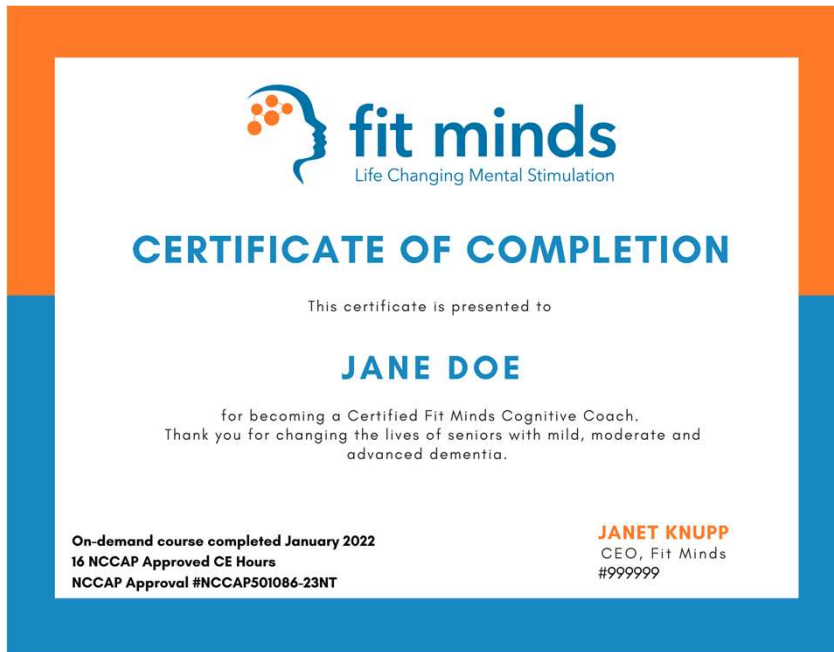 fit minds
Life Changing Mental Stimulation
CERTIFICATE OF COMPLETION
This certificate is presented to
JANE DOE
for becoming a Certified Fit Minds Cognitive Coach.
Thank you for changing the lives of seniors with mild, moderate and
advanced dementia.
On-demand course completed January 2022
16 NCCAP Approved CE Hours
NCCAP Approval #NCCAP501086-23NT
JANET KNUPP
CEO, Fit Minds
#999999